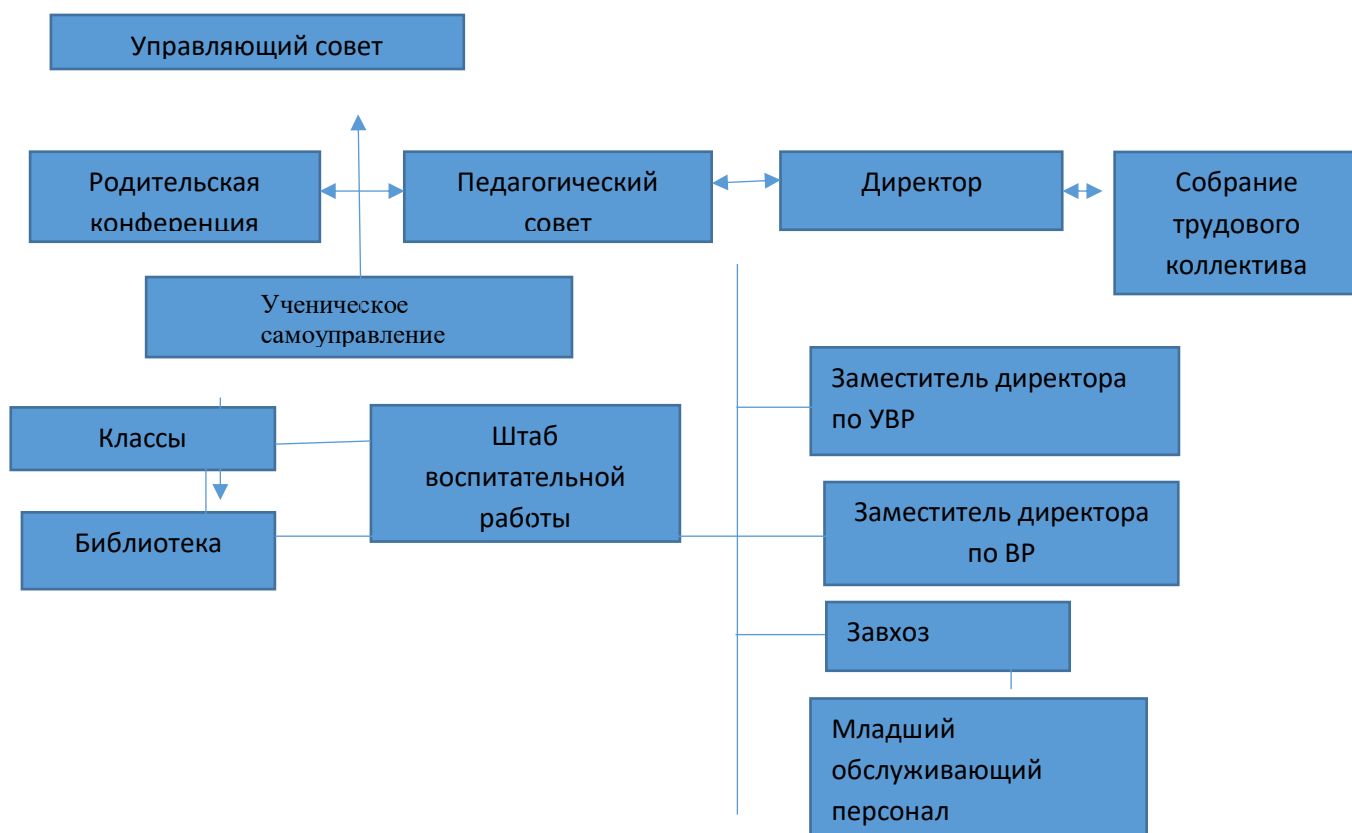 Управляющий совет
Родительская
конференция
Педагогический
совет
Директор
Собрание
трудового
коллектива
Ученическое
самоуправление
Заместитель директора
по УВР
Классы
Штаб
воспитательной
работы
Библиотека
Заместитель директора
по ВР
Завхоз
Младший
обслуживающий
персонал